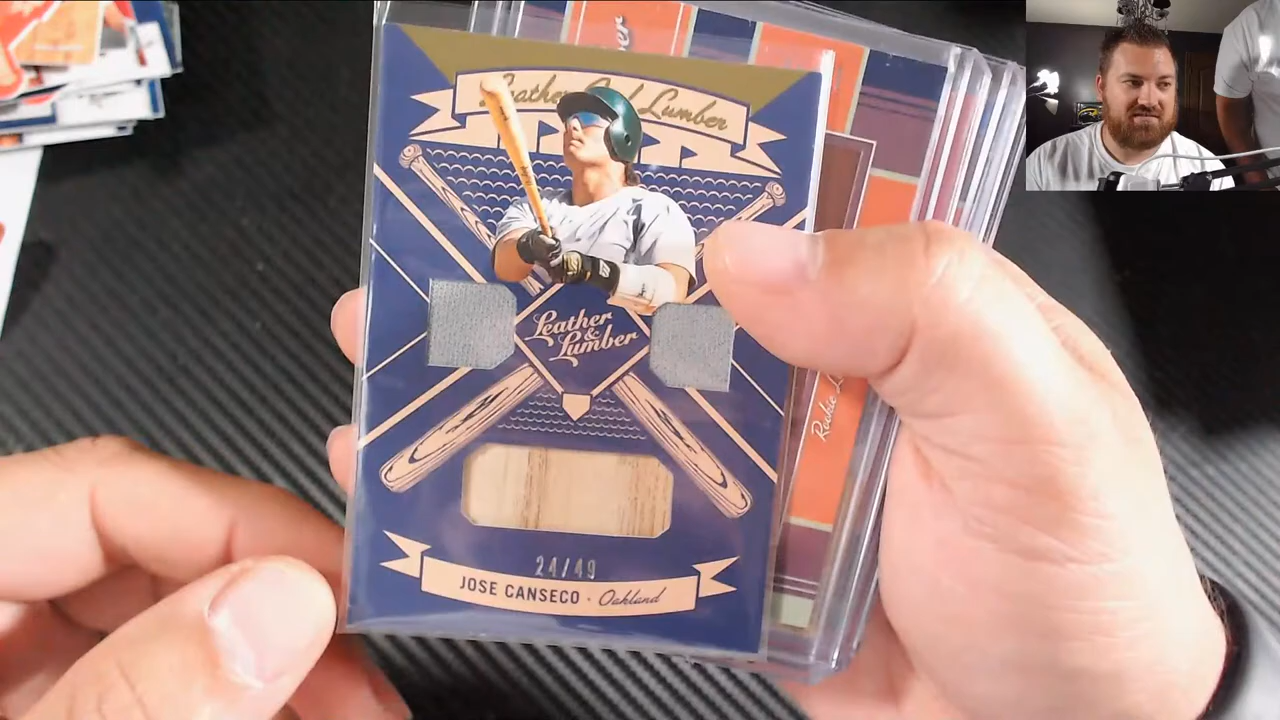 Leather and Lumber
Leather
&
Lumber
24/49
JOSE CANSECO · Oakland
Rookie